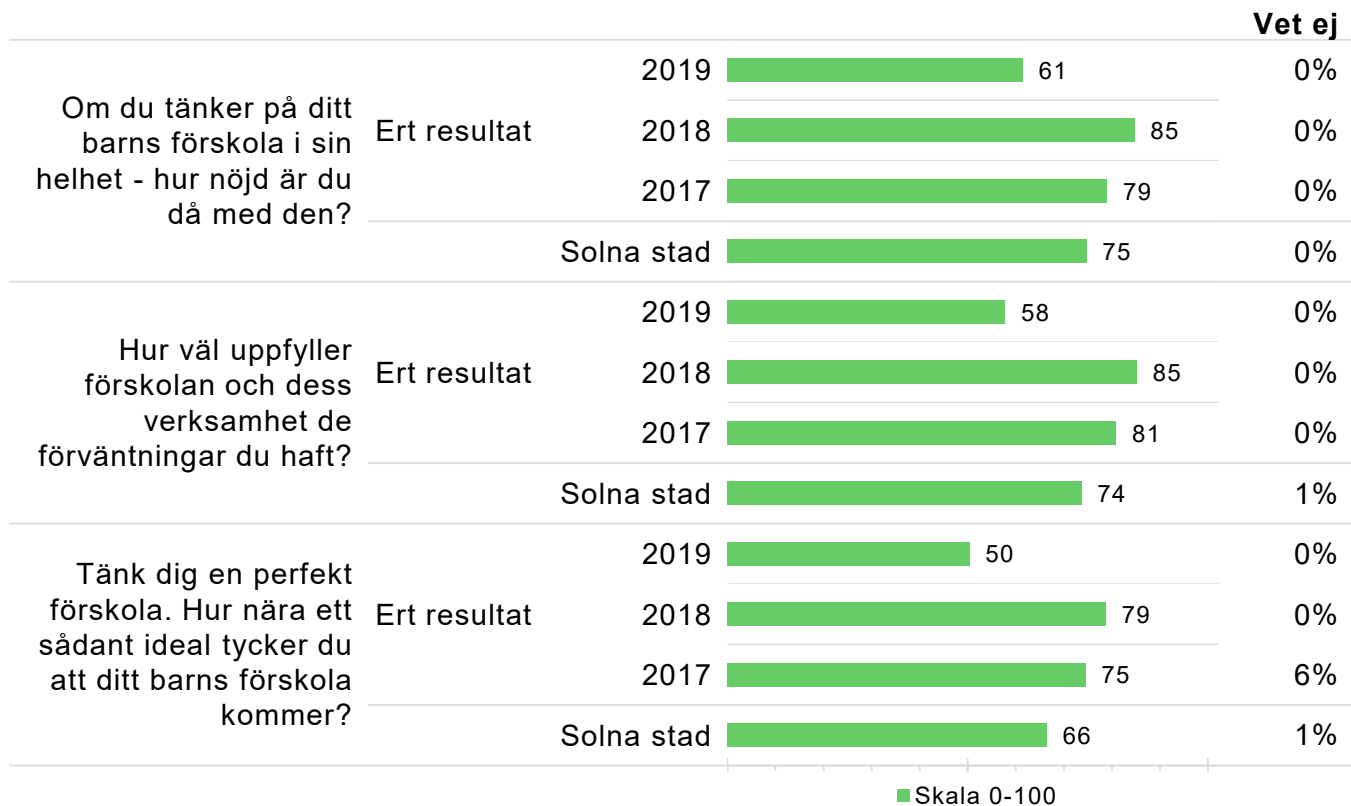 Vet ej
Om du tänker på ditt
barns förskola i sin
helhet - hur nöjd är du
då med den?
Ert resultat
2019 61 0%
2018 85 0%
2017 79 0%
Solna stad 75 0%
Hur väl uppfyller
förskolan och dess
verksamhet de
förväntningar du haft?
Ert resultat
2019 58 0%
2018 85 0%
2017 81 0%
Solna stad 74 1%
Tänk dig en perfekt
förskola. Hur nära ett
sådant ideal tycker du
att ditt barns förskola
kommer?
Ert resultat
2019 50 0%
2018 79 0%
2017 75 6%
Solna stad 66 1%
Skala 0-100